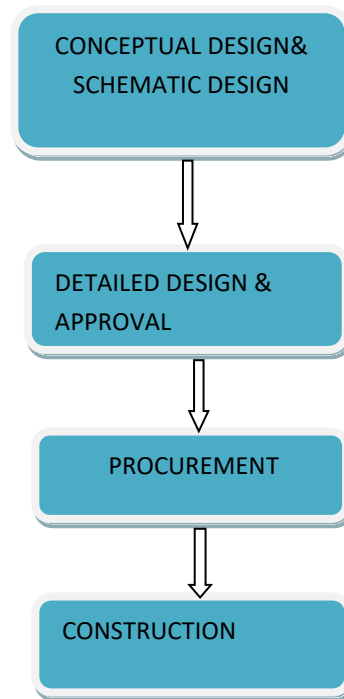 CONCEPTUAL DESIGN&
SCHEMATIC DESIGN
DETAILED DESIGN &
APPROVAL
PROCUREMENT
CONSTRUCTION